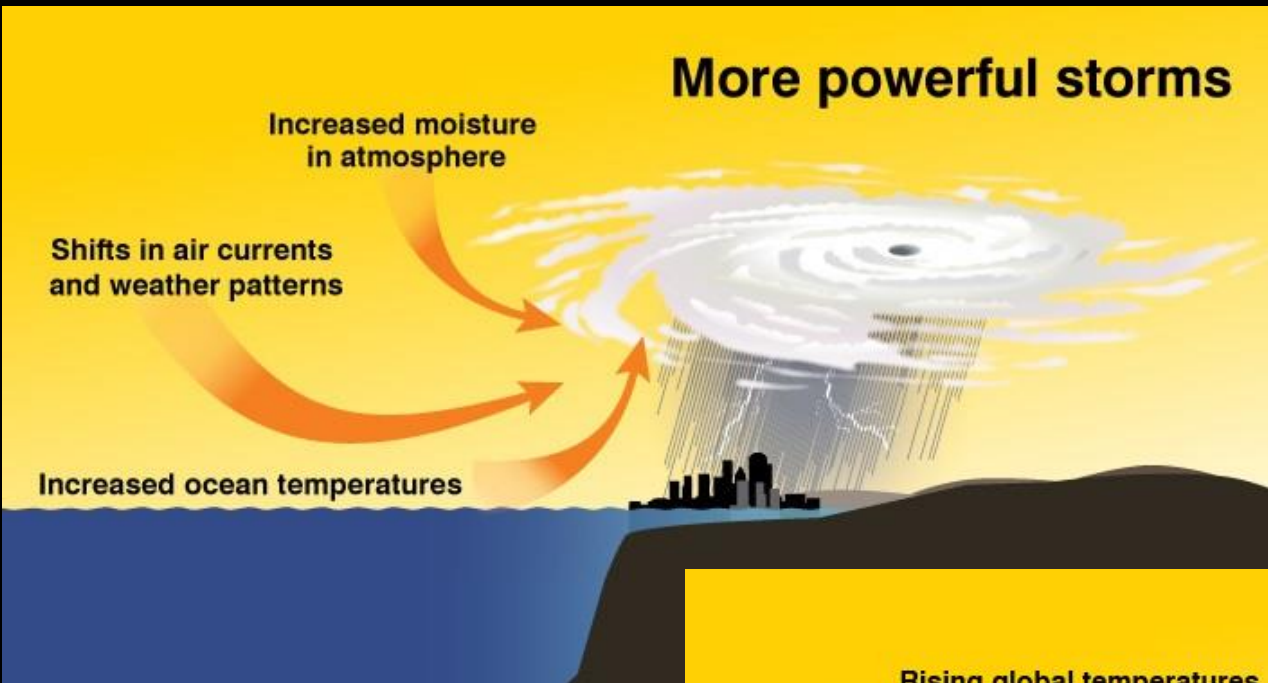 More powerful storms
Increased moisture
in atmosphere
Shifts in air currents
and weather patterns
Increased ocean temperatures
Rising global temperatures